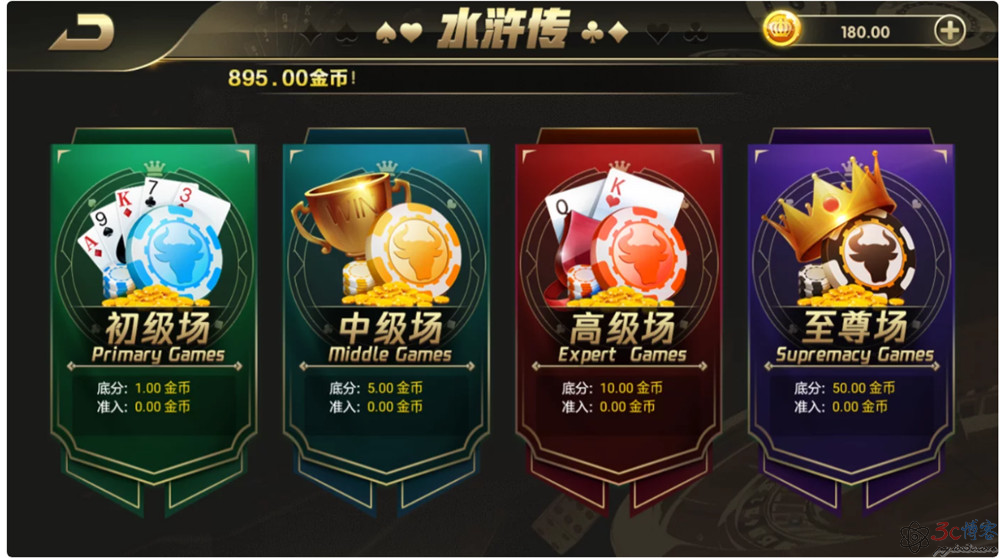 水浒传
180.00
895.00金币!
A
9
K
7
3
WIN
Q
K
初级场
Primary Games
底分: 1.00 金币
准入: 0.00 金币
中级场
Middle Games
底分: 5.00 金币
准入: 0.00 金币
高级场
Expert Games
底分: 10.00 金币
准入: 0.00 金币
至尊场
Supremacy Games
底分: 50.00 金币
准入: 0.00 金币
3c博客